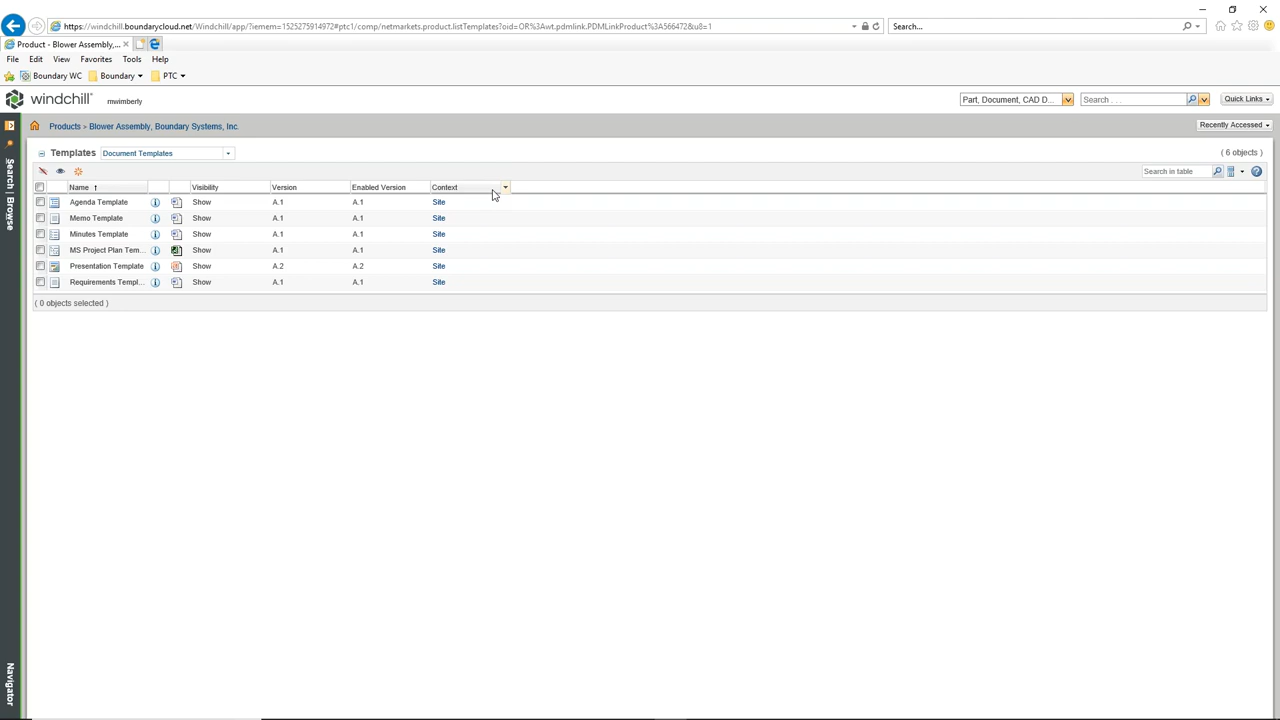 https://windchill.boundarycloud.net/Windchill/app/?iemem=1525275914972#ptc1/comp/netmarkets.product.listTemplates?oid=OR%3Awt.pdmlink.PDMLinkProduct%3A566472&u8=1
Search...
Product - Blower Assembly,...
File Edit View Favorites Tools Help
Boundary WC Boundary PTC
windchill mwimberly Part, Document, CAD D... Search . . . Quick Links
Products > Blower Assembly, Boundary Systems, Inc. Recently Accessed
Templates Document Templates ( 6 objects )
Search in table
Name Visibility Version Enabled Version Context
Agenda Template Show A.1 A.1 Site
Memo Template Show A.1 A.1 Site
Minutes Template Show A.1 A.1 Site
MS Project Plan Tem... Show A.1 A.1 Site
Presentation Template Show A.2 A.2 Site
Requirements Templ... Show A.1 A.1 Site
( 0 objects selected )
Search | Browse
Navigator